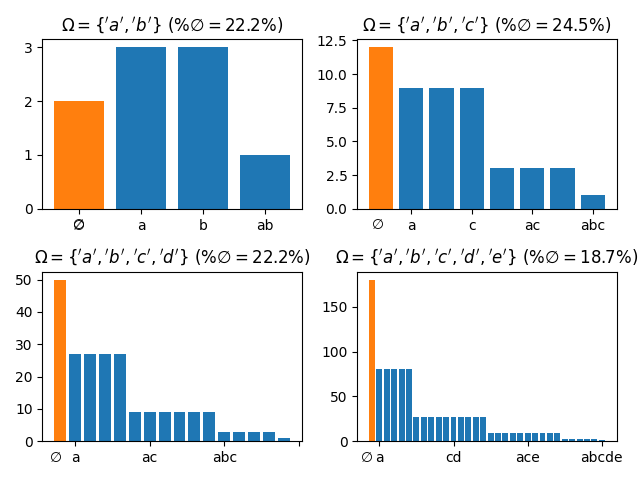 Ω = {′a′,′b′} (%∅ = 22.2%)
3
2
1
0
∅ a b ab
Ω = {′a′,′b′,′c′} (%∅ = 24.5%)
12.5
10.0
7.5
5.0
2.5
0.0
∅ a c ac abc
Ω = {′a′,′b′,′c′,′d′} (%∅ = 22.2%)
50
40
30
20
10
0
∅ a ac abc
Ω = {′a′,′b′,′c′,′d′,′e′} (%∅ = 18.7%)
150
100
50
0
∅ a cd ace abcde